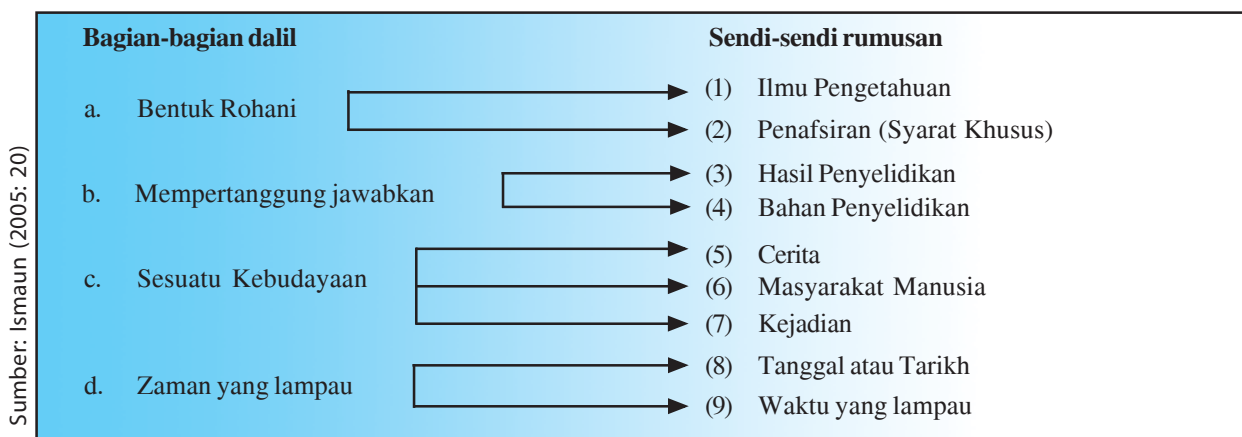 Bagian-bagian dalil Sendi-sendi rumusan
a. Bentuk Rohani
(1) Ilmu Pengetahuan
(2) Penafsiran (Syarat Khusus)
b. Mempertanggung jawabkan
(3) Hasil Penyelidikan
(4) Bahan Penyelidikan
c. Sesuatu Kebudayaan
(5) Cerita
(6) Masyarakat Manusia
(7) Kejadian
d. Zaman yang lampau
(8) Tanggal atau Tarikh
(9) Waktu yang lampau
Sumber: Ismaun (2005: 20)